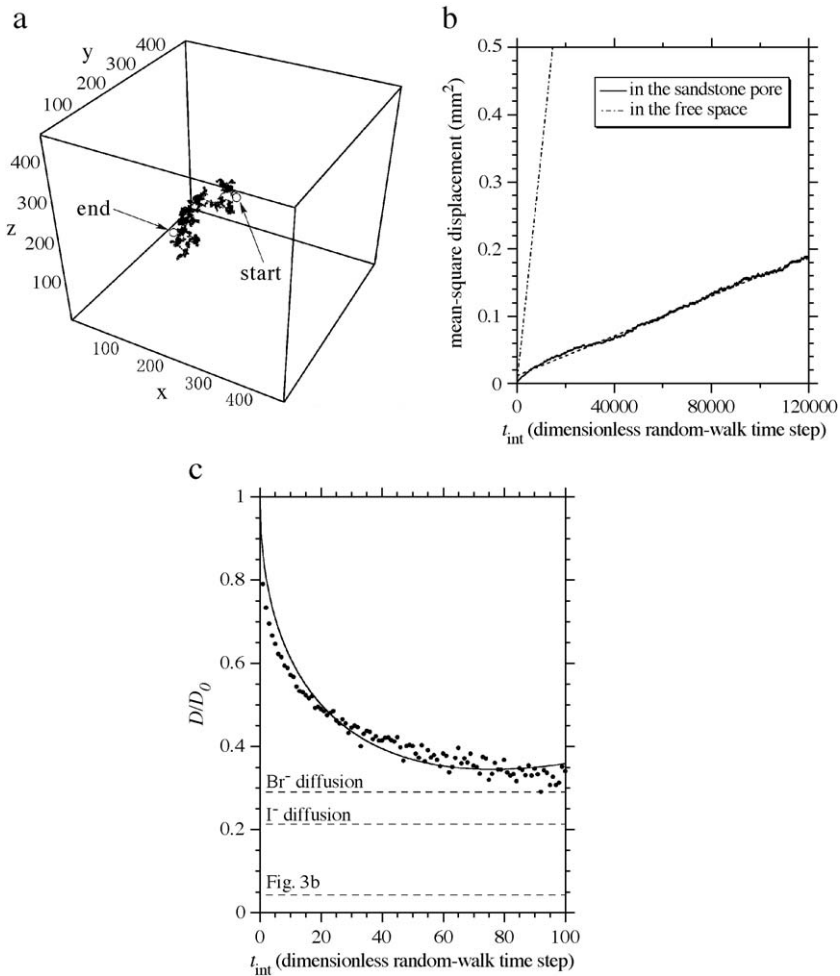 a
y
400
300
200
100
400
300
z
200
100
end
start
100
200
300
400
x
b
0.5
0.4
0.3
0.2
0.1
0
mean-square displacement (mm²)
in the sandstone pore
in the free space
0
40000
80000
120000
t_int (dimensionless random-walk time step)
c
1
0.8
0.6
0.4
0.2
0
D/D₀
Br⁻ diffusion
I⁻ diffusion
Fig. 3b
0
20
40
60
80
100
t_int (dimensionless random-walk time step)